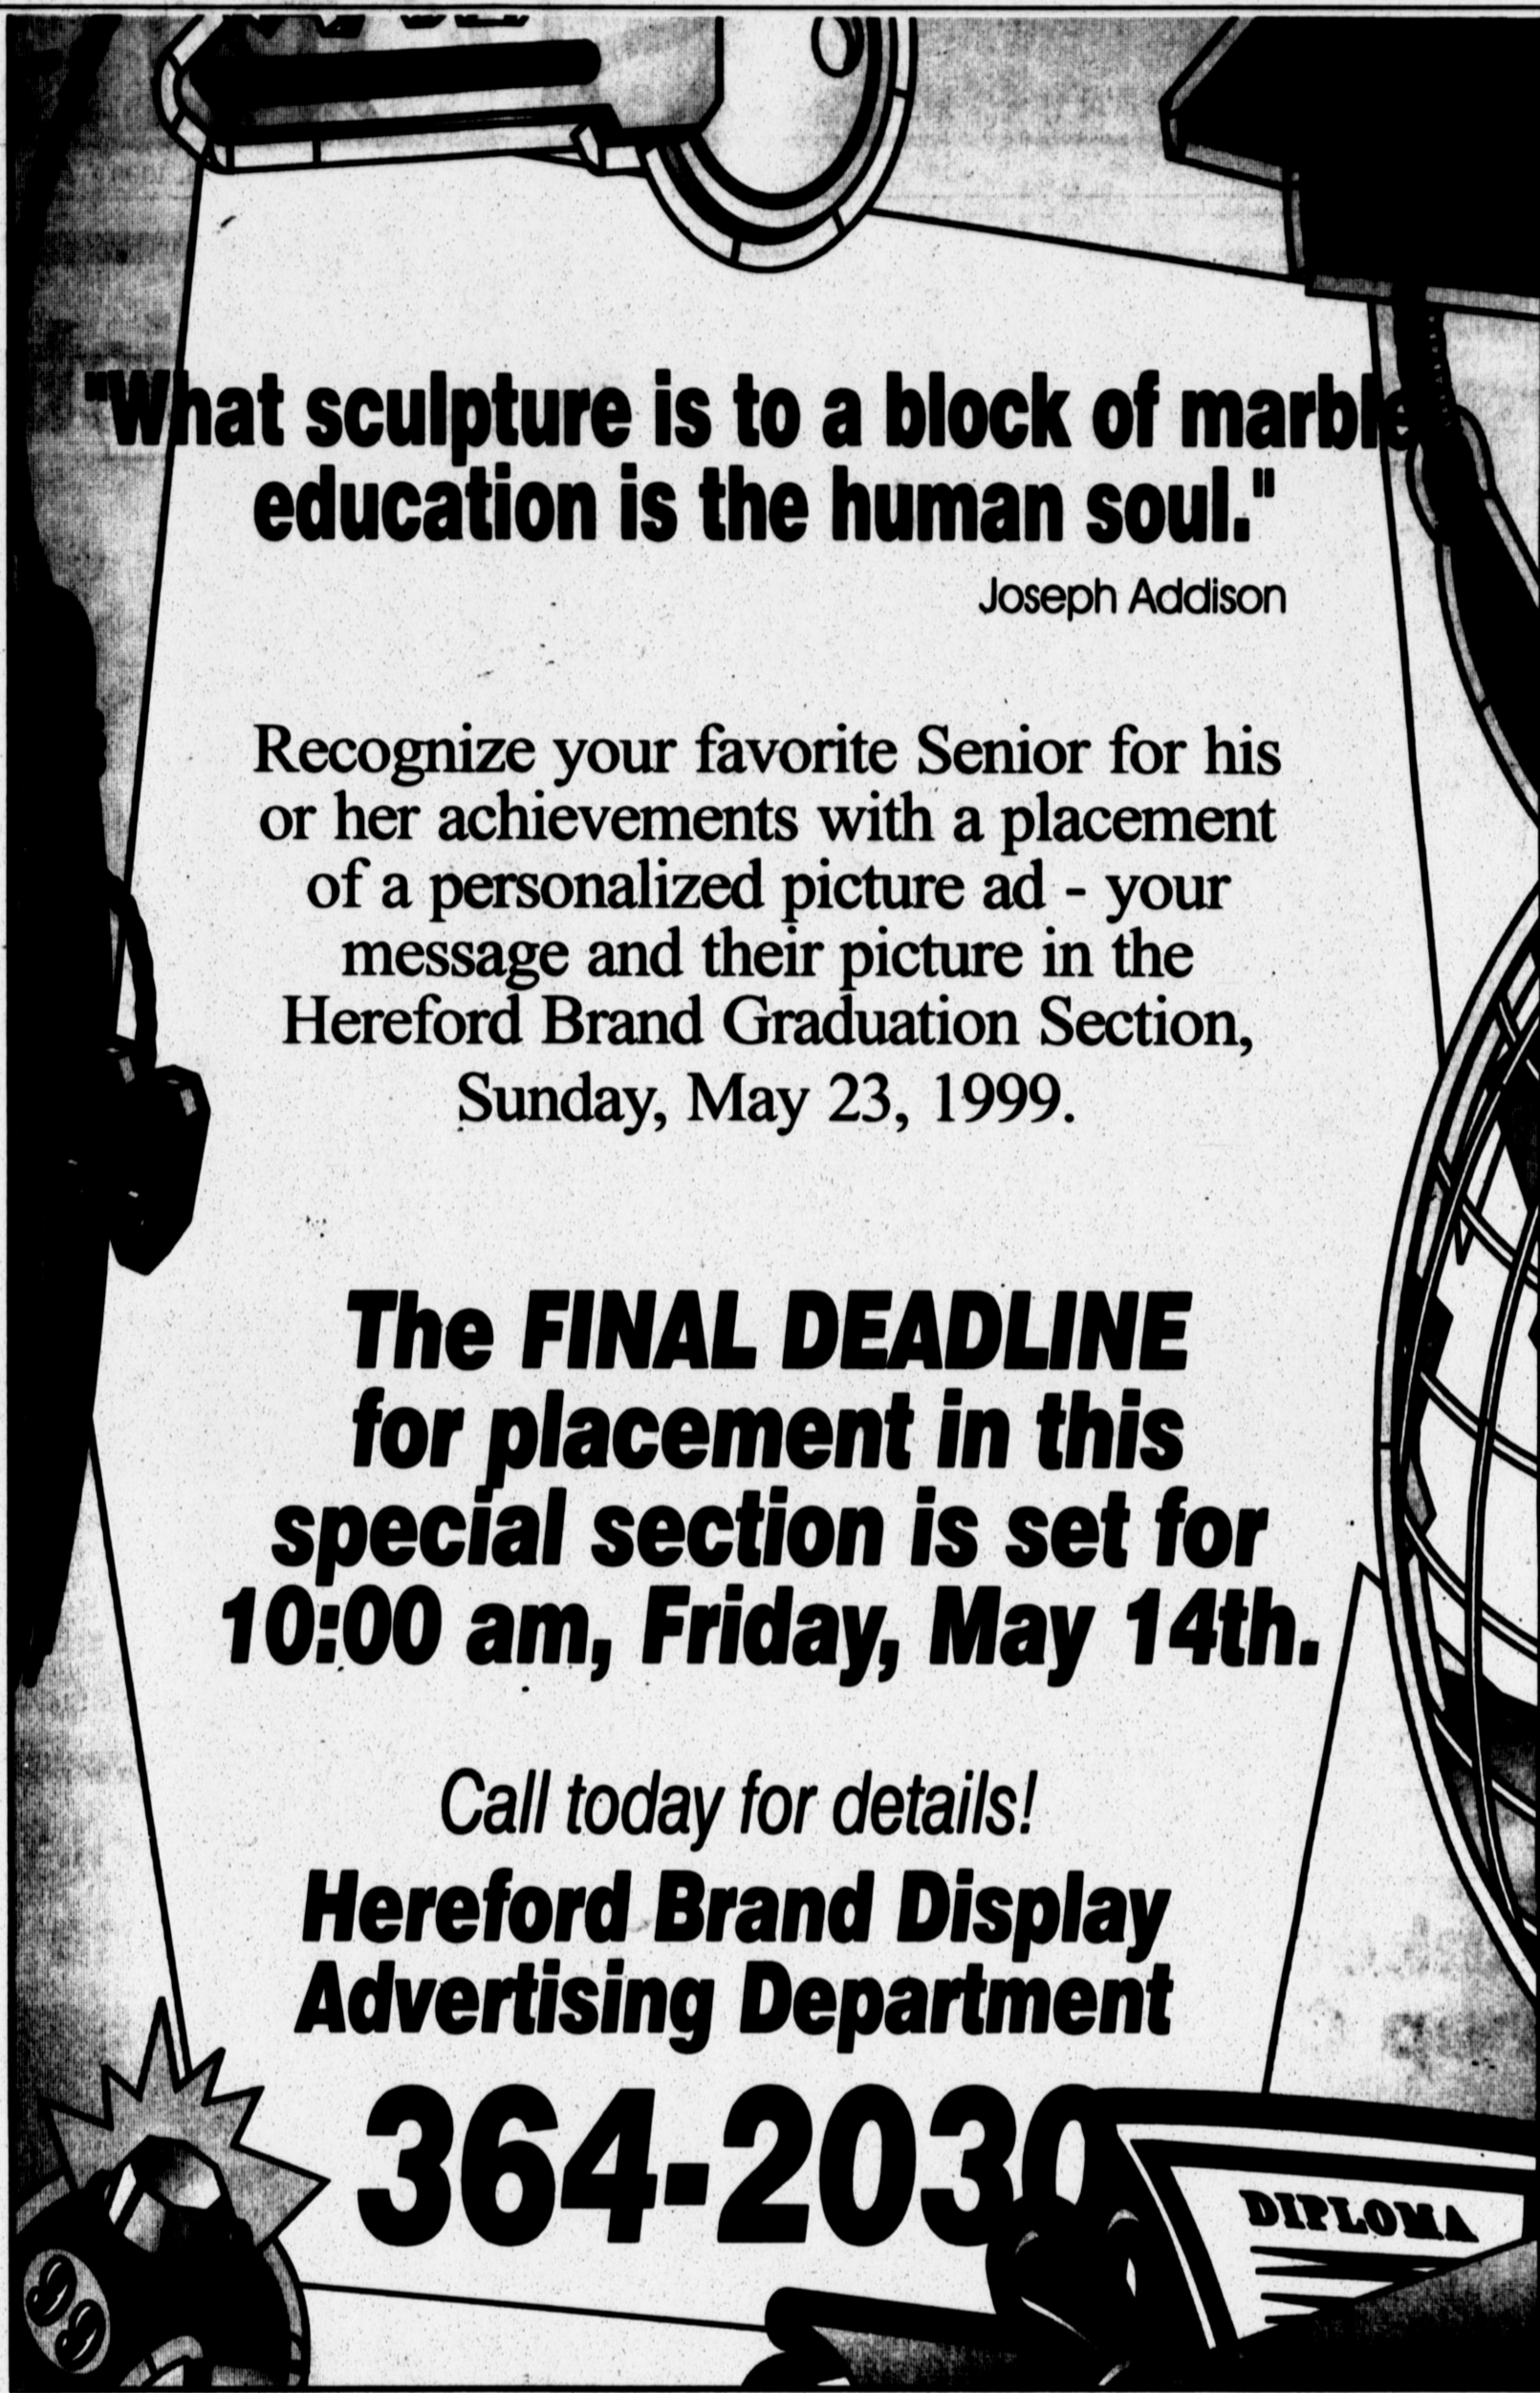 "What sculpture is to a block of marble
education is the human soul."
Joseph Addison
Recognize your favorite Senior for his
or her achievements with a placement
of a personalized picture ad - your
message and their picture in the
Hereford Brand Graduation Section,
Sunday, May 23, 1999.
The FINAL DEADLINE
for placement in this
special section is set for
10:00 am, Friday, May 14th.
Call today for details!
Hereford Brand Display
Advertising Department
364-2030
DIPLOMA
99